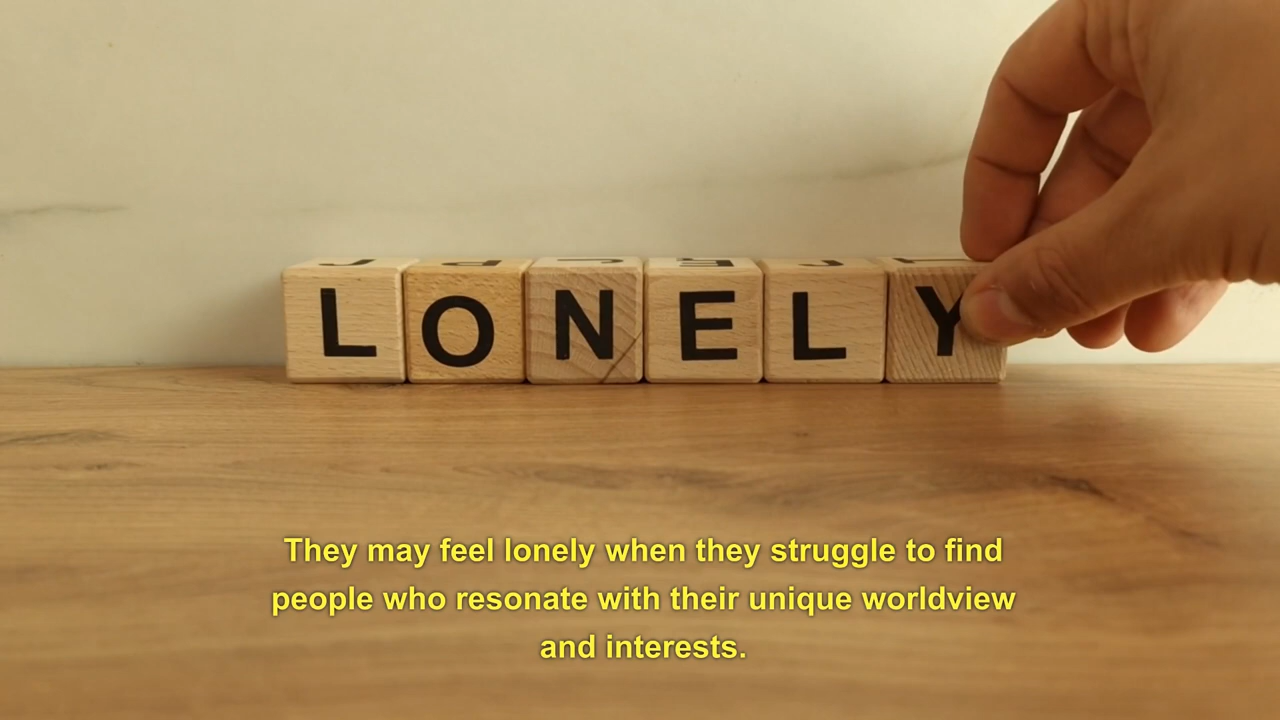 LONELY
They may feel lonely when they struggle to find
people who resonate with their unique worldview
and interests.